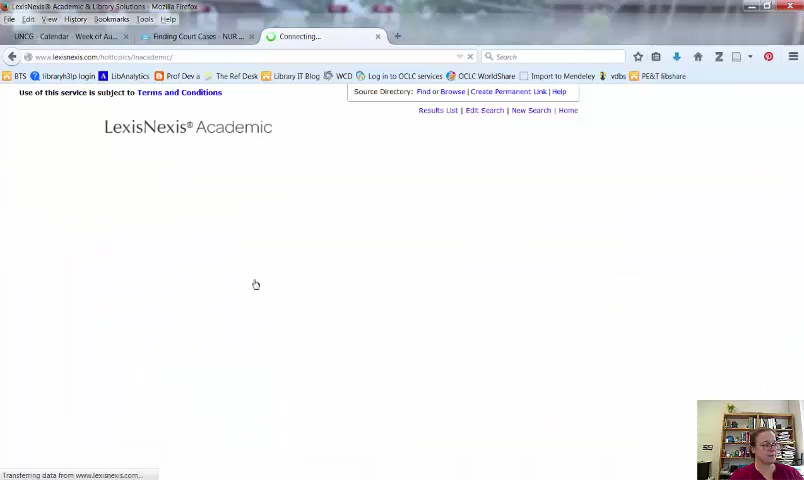 LexisNexis® Academic & Library Solutions - Mozilla Firefox
File Edit View History Bookmarks Tools Help
UNCG - Calendar - Week of Au... × Finding Court Cases - NUR ... × Connecting... × +
www.lexisnexis.com/hottopics/lnacademic/ Search
BTS libraryh3lp login LibAnalytics Prof Dev a The Ref Desk Library IT Blog WCD Log in to OCLC services OCLC WorldShare Import to Mendeley vdbs PE&T libshare
Use of this service is subject to Terms and Conditions
Source Directory: Find or Browse | Create Permanent Link | Help
Results List | Edit Search | New Search | Home
LexisNexis® Academic
Transferring data from www.lexisnexis.com...